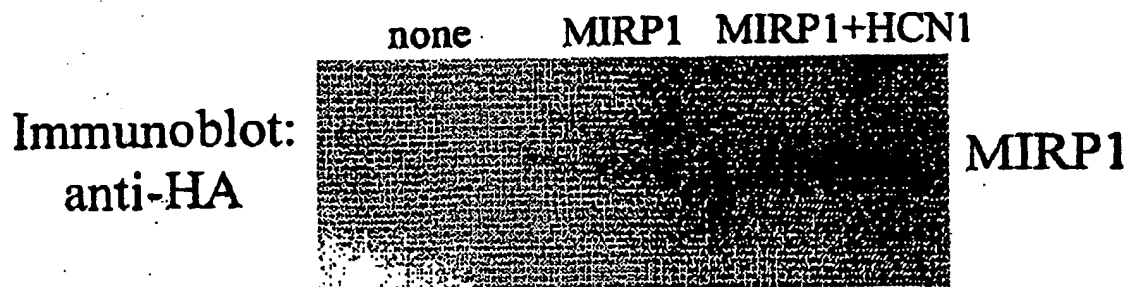 none MIRP1 MIRP1+HCN1
Immunoblot:
anti-HA
MIRP1